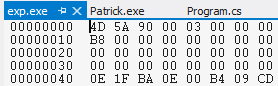 exp.exe Patrick.exe Program.cs
00000000 4D 5A 90 00 03 00 00 00
00000010 B8 00 00 00 00 00 00 00
00000020 00 00 00 00 00 00 00 00
00000030 00 00 00 00 00 00 00 00
00000040 0E 1F BA 0E 00 B4 09 CD